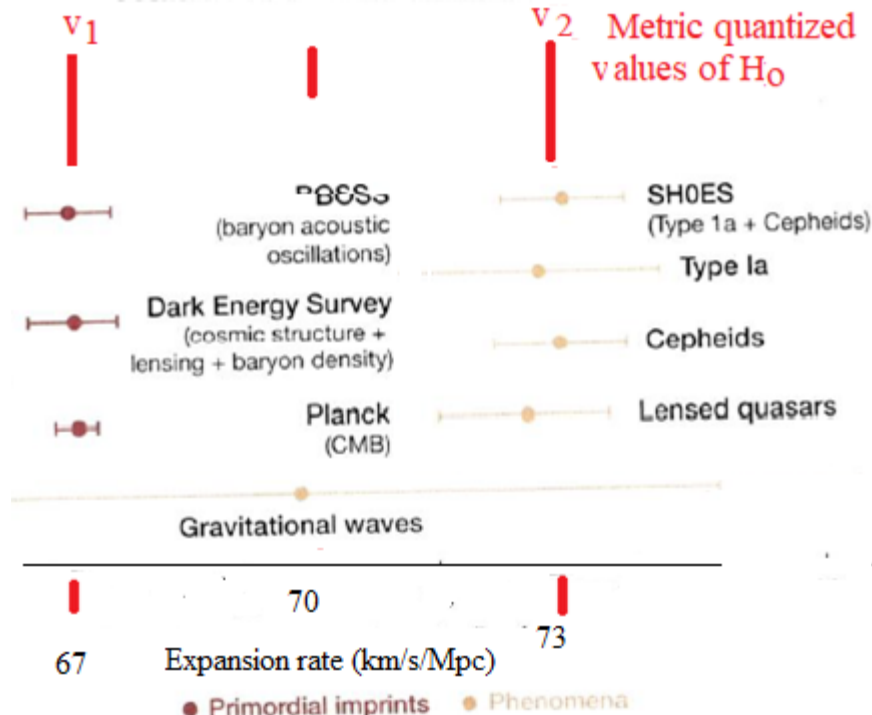 v1
v2 Metric quantized
values of H0
SH0ES
(baryon acoustic
oscillations)
(Type 1a + Cepheids)
Type Ia
Dark Energy Survey
(cosmic structure +
lensing + baryon density)
Cepheids
Planck
(CMB)
Lensed quasars
Gravitational waves
70
67
73
Expansion rate (km/s/Mpc)
Primordial imprints
Phenomena